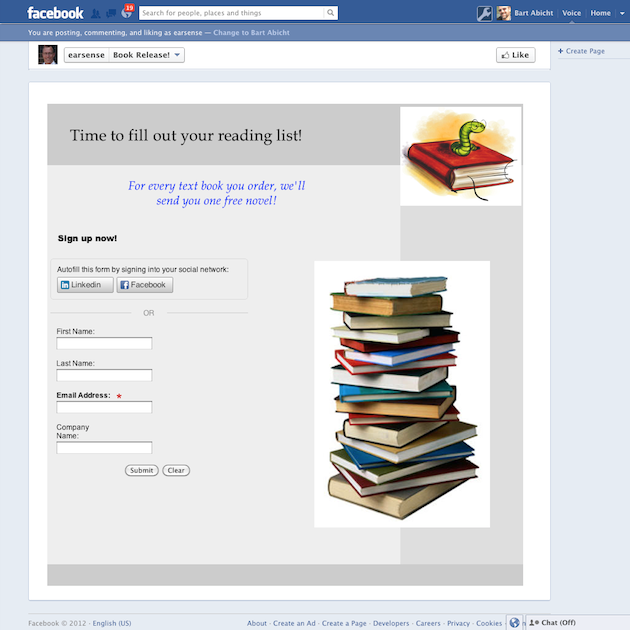 facebook
19
Search for people, places and things
Bart Abicht
Voice
Home
You are posting, commenting, and liking as earsense — Change to Bart Abicht
earsense
Book Release!
Like
+ Create Page
Time to fill out your reading list!
For every text book you order, we'll
send you one free novel!
Sign up now!
Autofill this form by signing into your social network:
in Linkedin
f Facebook
OR
First Name:
Last Name:
Email Address: *
Company
Name:
Submit
Clear
Facebook © 2012 · English (US)
About · Create an Ad · Create a Page · Developers · Careers · Privacy · Cookies ·
Chat (Off)